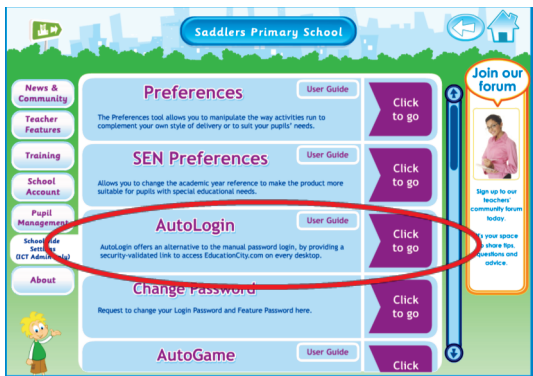 Saddlers Primary School
News &
Community
Teacher
Features
Training
School
Account
Pupil
Management
Schoolwide
Settings
(ICT Admin Only)
About
Preferences
User Guide
The Preferences tool allows you to manipulate the way activities run to
complement your own style of delivery or to suit your pupils' needs.
Click
to go
SEN Preferences
User Guide
Allows you to change the academic year reference to make the product more
suitable for pupils with special educational needs.
Click
to go
AutoLogin
User Guide
AutoLogin offers an alternative to the manual password login, by providing a
security-validated link to access EducationCity.com on every desktop.
Click
to go
Change Password
Request to change your Login Password and Feature Password here.
Click
to go
AutoGame
User Guide
Click
Join our
forum
Sign up to our
teachers'
community forum
today.
It's your space
to share tips,
questions and
advice.